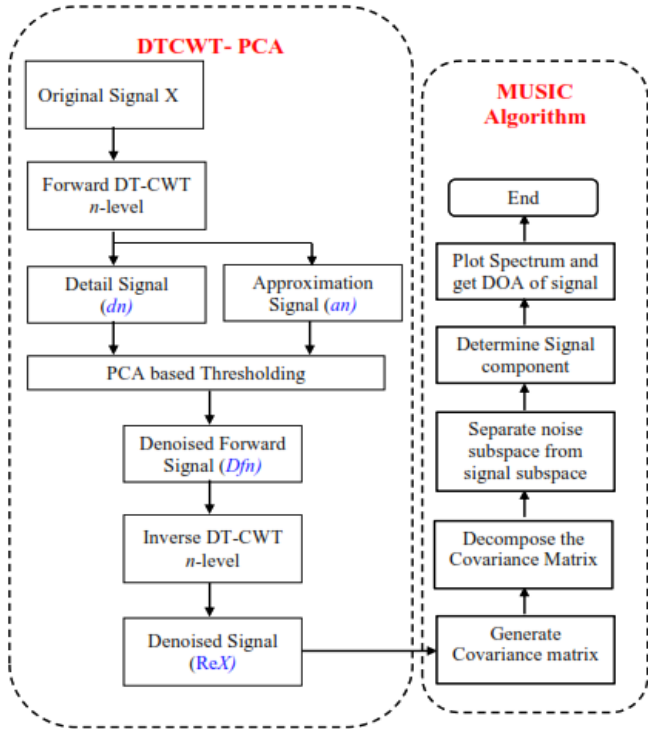 DTCWT- PCA
Original Signal X
Forward DT-CWT
n-level
Detail Signal
(dn)
Approximation
Signal (an)
PCA based Thresholding
Denoised Forward
Signal (Dfn)
Inverse DT-CWT
n-level
Denoised Signal
(ReX)
MUSIC
Algorithm
End
Plot Spectrum and
get DOA of signal
Determine Signal
component
Separate noise
subspace from
signal subspace
Decompose the
Covariance Matrix
Generate
Covariance matrix